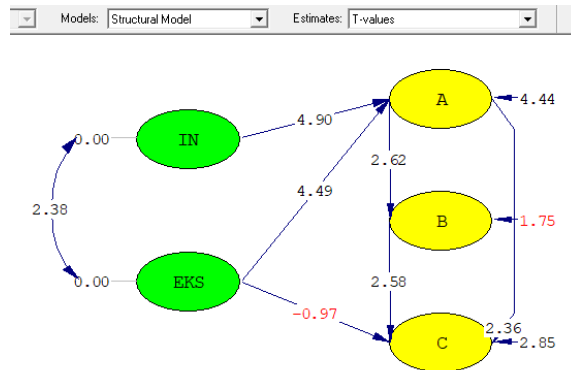 Models: Structural Model Estimates: T-values
A
4.44
4.90
0.00
IN
2.62
4.49
2.38
B
1.75
0.00
EKS
2.58
-0.97
2.36
C
2.85